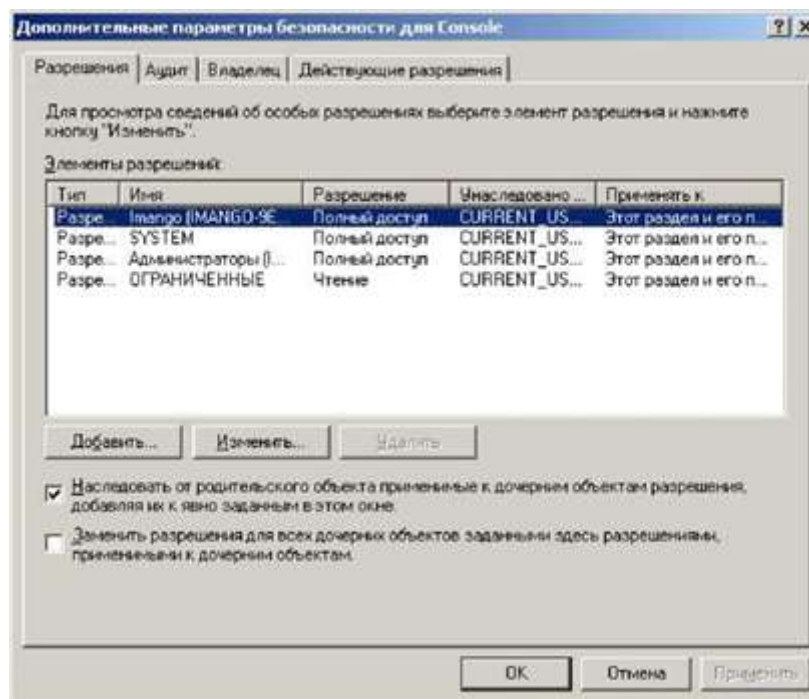 Дополнительные параметры безопасности для Console
Разрешения Аудит Владелец Действующие разрешения
Для просмотра сведений об особых разрешениях выберите элемент разрешения и нажмите
кнопку "Изменить".
Элементы разрешений:
Тип Имя Разрешение Унаследовано ... Применять к
Разре... Imango (IMANGO-9E... Полный доступ CURRENT_US... Этот раздел и его п...
Разре... SYSTEM Полный доступ CURRENT_US... Этот раздел и его п...
Разре... Администраторы (I... Полный доступ CURRENT_US... Этот раздел и его п...
Разре... ОГРАНИЧЕННЫЕ Чтение CURRENT_US... Этот раздел и его п...
Добавить... Изменить... Удалить
Наследовать от родительского объекта применимые к дочерним объектам разрешения,
добавляя их к явно заданным в этом окне.
Заменить разрешения для всех дочерних объектов заданными здесь разрешениями,
применимыми к дочерним объектам.
OK Отмена Применить